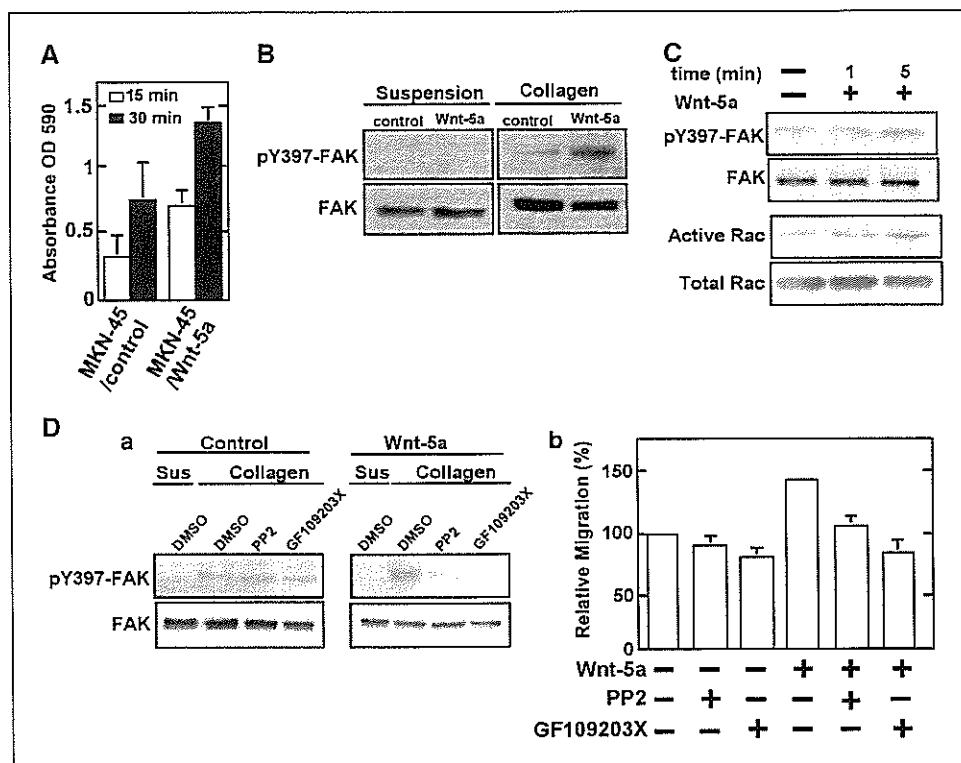 A
15 min
30 min
Absorbance OD 590
1.5
1
0.5
0
MKN-45
/control
MKN-45
/Wnt-5a
B
Suspension Collagen
control Wnt-5a control Wnt-5a
pY397-FAK
FAK
C
time (min) — 1 5
Wnt-5a — + +
pY397-FAK
FAK
Active Rac
Total Rac
D
a
Control Wnt-5a
Sus Collagen Sus Collagen
DMSO DMSO PP2 GF109203X DMSO DMSO PP2 GF109203X
pY397-FAK
FAK
b
Relative Migration (%)
150
100
50
0
Wnt-5a — — — + + +
PP2 — + — — + —
GF109203X — — + — — +